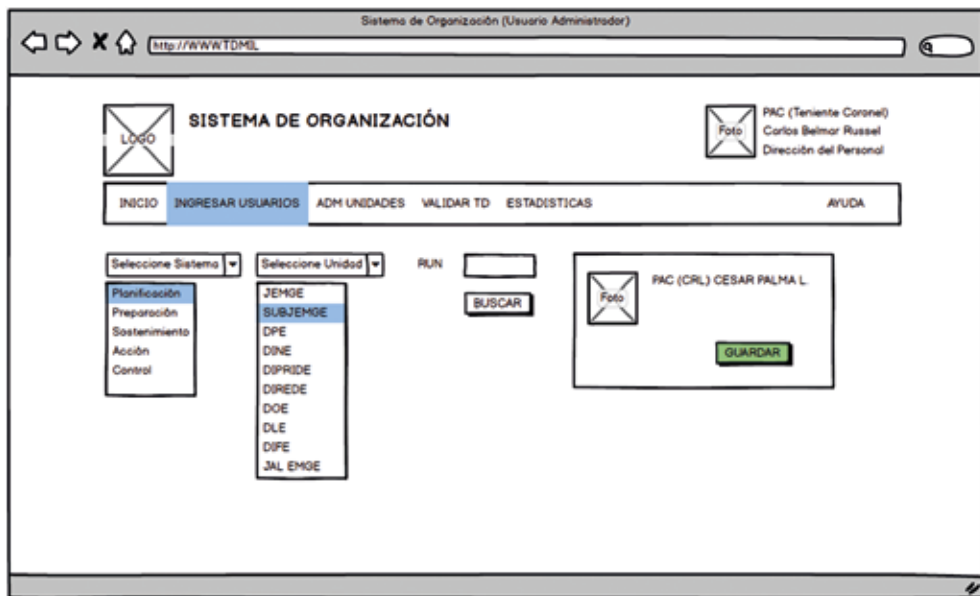 Sistema de Organización (Usuario Administrador)
http://WWWTDMIL
LOGO
SISTEMA DE ORGANIZACIÓN
Foto
PAC (Teniente Coronel)
Carlos Belmar Russel
Dirección del Personal
INICIO INGRESAR USUARIOS ADM UNIDADES VALIDAR TD ESTADISTICAS AYUDA
Seleccione Sistema
Planificación
Preparación
Sostenimiento
Acción
Control
Seleccione Unidad
JEMGE
SUBJEMGE
DPE
DINE
DIPRIDE
DIREDE
DOE
DLE
DIFE
JAL EMGE
RUN
BUSCAR
Foto
PAC (CRL) CESAR PALMA L.
GUARDAR